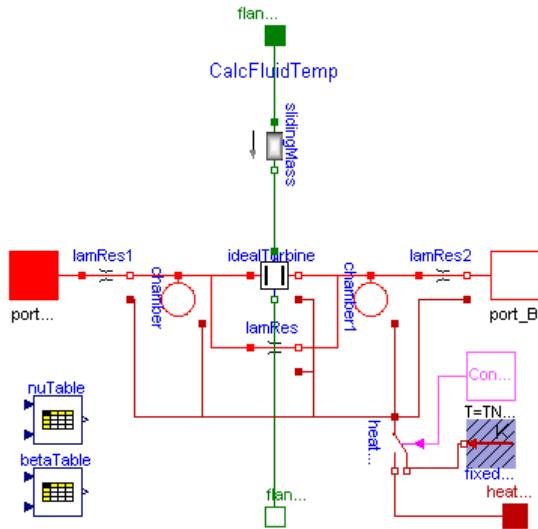 flan...
CalcFluidTemp
slidingMass
lamRes1
idealTurbine
lamRes2
chamber
chamber1
port...
lamRes
port_B
nuTable
Con...
T=TN...
K
heat...
betaTable
fixed...
flan...
heat...